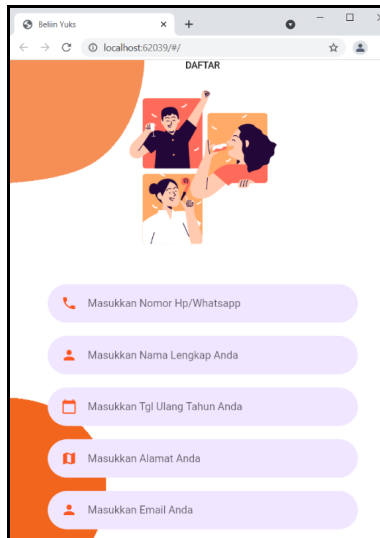 Beliin Yuks
localhost:62039/#/
DAFTAR
Masukkan Nomor Hp/Whatsapp
Masukkan Nama Lengkap Anda
Masukkan Tgl Ulang Tahun Anda
Masukkan Alamat Anda
Masukkan Email Anda